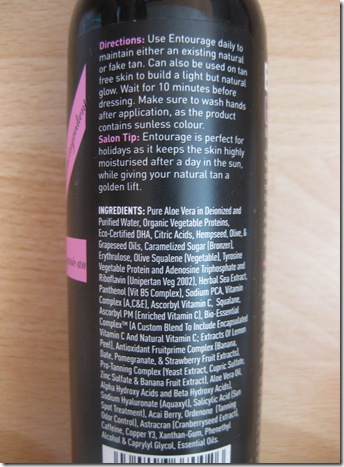 Directions: Use Entourage daily to
maintain either an existing natural
or fake tan. Can also be used on tan
free skin to build a light but natural
glow. Wait for 10 minutes before
dressing. Make sure to wash hands
after application, as the product
contains sunless colour.
Salon Tip: Entourage is perfect for
holidays as it keeps the skin highly
moisturised after a day in the sun,
while giving your natural tan a
golden lift.
INGREDIENTS: Pure Aloe Vera in Deionized and
Purified Water, Organic Vegetable Proteins,
Eco-Certified DHA, Citric Acids, Hempseed, Olive, &
Grapeseed Oils, Caramelized Sugar (Bronzer),
Erythrulose, Olive Squalene (Vegetable), Tyrosine
Vegetable Protein and Adenosine Triphosphate and
Riboflavin (Unipertan Veg 2002), Herbal Sea Extract,
Panthenol (Vit B5 Complex), Sodium PCA, Vitamin
Complex (A,C&E), Ascorbyl Vitamin C, Squalane,
Ascorbyl PM (Enriched Vitamin C), Bio-Essential
Complex™ (A Custom Blend To Include Encapsulated
Vitamin C And Natural Vitamin C; Extracts Of Lemon
Peel), Antioxidant Fruitprime Complex (Banana,
Date, Pomegranate, & Strawberry Fruit Extracts),
Pro-Tanning Complex (Yeast Extract, Cupric Sulfate,
Zinc Sulfate & Banana Fruit Extract), Aloe Vera Oil,
Alpha Hydroxy Acids and Beta Hydroxy Acids),
Sodium Hyaluronate (Aquaxyl), Salicylic Acid (Sun
Spot Treatment), Acai Berry, Ordenone (Tanning
Odor Control), Astracran (Cranberryseed Extract),
Caffeine, Copper Y3, Xanthan-Gum, Phenethyl
Alcohol & Caprylyl Glycol, Essential Oils.